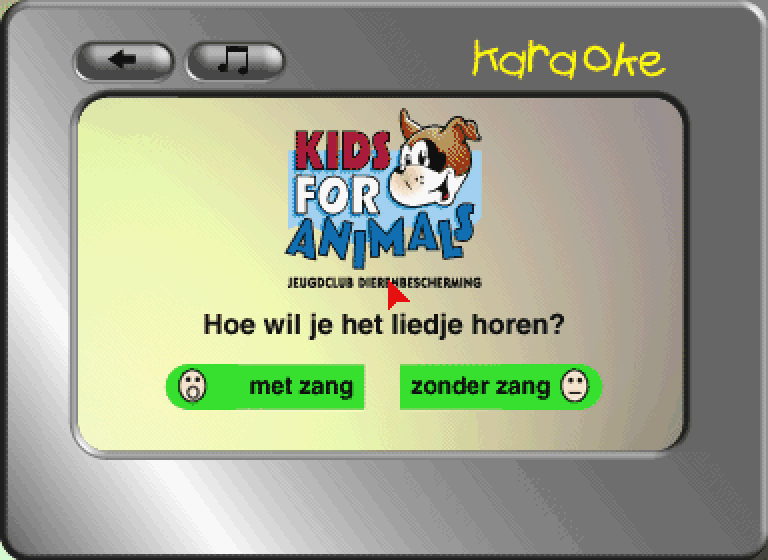 karaoke
KIDS
FOR
ANIMALS
JEUGDCLUB DIERENBESCHERMING
Hoe wil je het liedje horen?
met zang
zonder zang